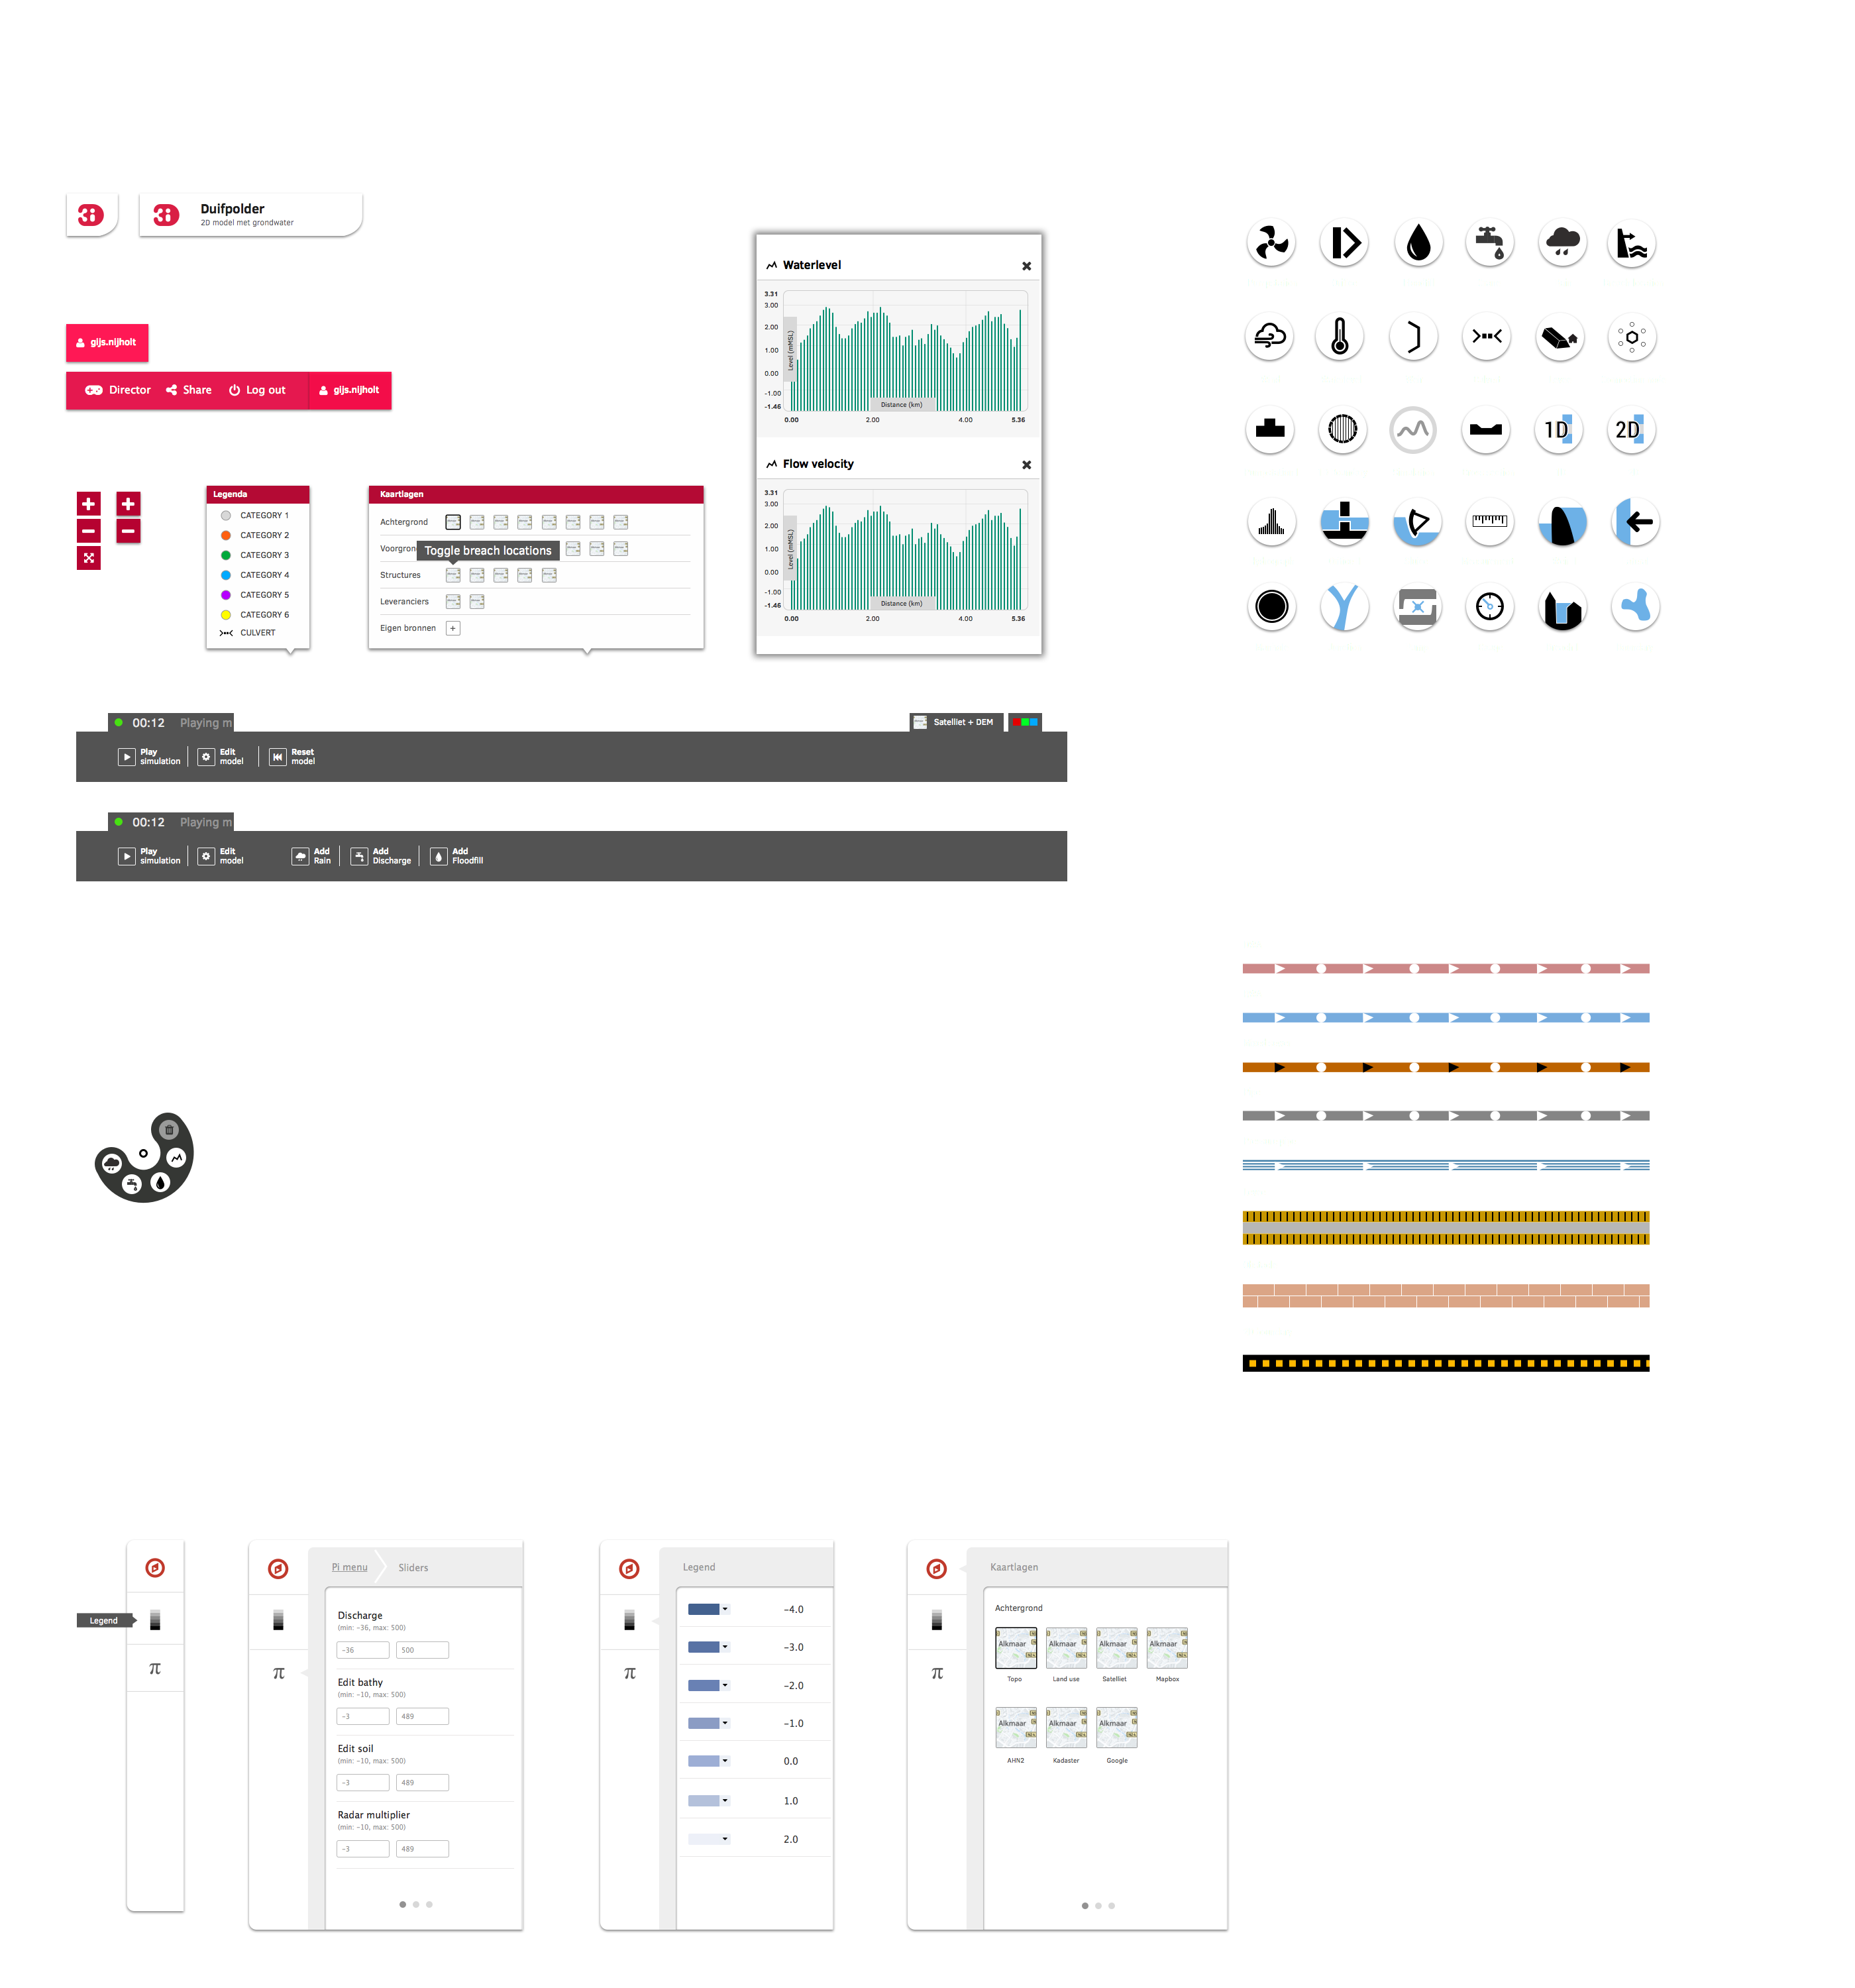 3i
3i
Duifpolder
2D model met grondwater
gijs.nijholt
Director
Share
Log out
gijs.nijholt
Legenda
CATEGORY 1
CATEGORY 2
CATEGORY 3
CATEGORY 4
CATEGORY 5
CATEGORY 6
CULVERT
Kaartlagen
Achtergrond
Voorgron
Toggle breach locations
Structures
Leveranciers
Eigen bronnen
Waterlevel
3.31
3.00
2.00
1.00
0.00
-1.00
-1.46
Level (mMSL)
Distance (km)
0.00 2.00 4.00 5.36
Flow velocity
3.31
3.00
2.00
1.00
0.00
-1.00
-1.46
Level (mMSL)
Distance (km)
0.00 2.00 4.00 5.36
1D
2D
00:12 Playing m
Satelliet + DEM
Play
simulation
Edit
model
Reset
model
00:12 Playing m
Play
simulation
Edit
model
Add
Rain
Add
Discharge
Add
Floodfill
Legend
π
π
Pi menu
Sliders
Discharge
(min: -36, max: 500)
-36 500
Edit bathy
(min: -10, max: 500)
-3 489
Edit soil
(min: -10, max: 500)
-3 489
Radar multiplier
(min: -10, max: 500)
-3 489
π
Legend
-4.0
-3.0
-2.0
-1.0
0.0
1.0
2.0
π
Kaartlagen
Achtergrond
Alkmaar Alkmaar Alkmaar Alkmaar
Topo Land use Satelliet Mapbox
Alkmaar Alkmaar Alkmaar
AHN2 Kadaster Google